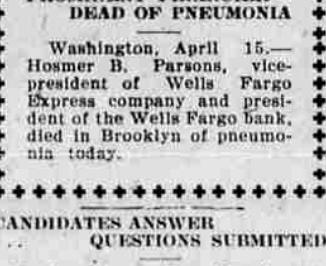 DEAD OF PNEUMONIA
Washington, April 15.—
Hosmer B. Parsons, vice-
president of Wells Fargo
Express company and presi-
dent of the Wells Fargo bank,
died in Brooklyn of pneumo-
nia today.
CANDIDATES ANSWER
QUESTIONS SUBMITTED